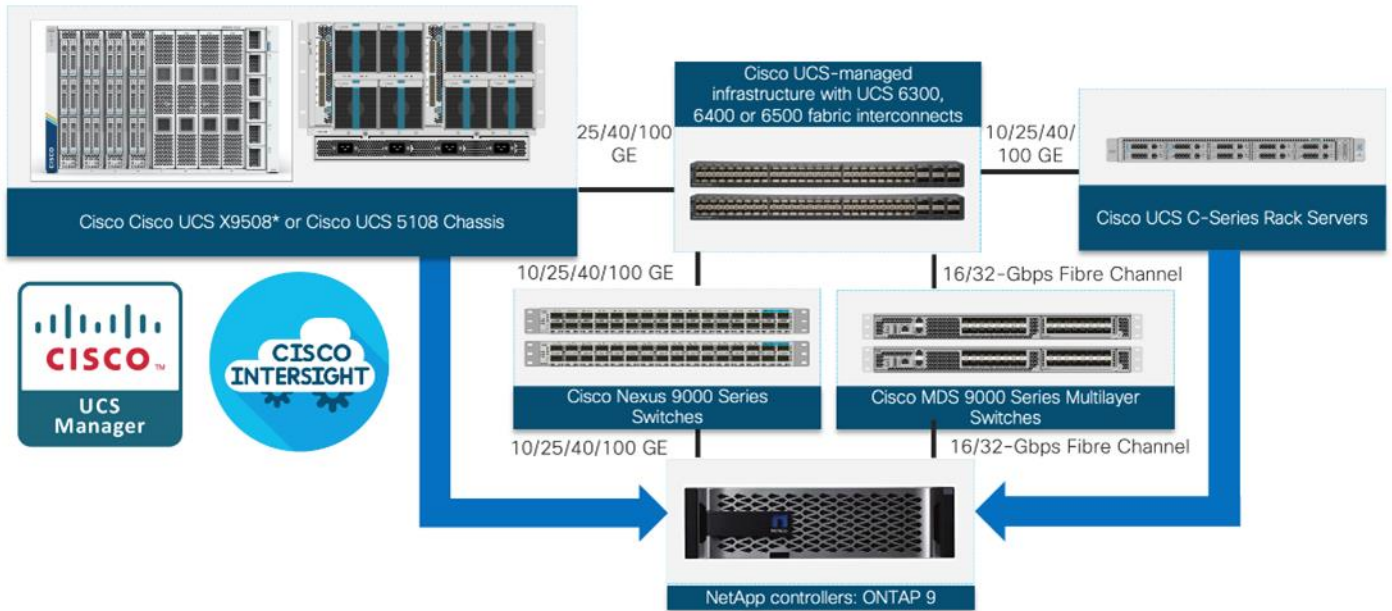 Cisco UCS-managed
infrastructure with UCS 6300,
6400 or 6500 fabric interconnects
25/40/100
GE
10/25/40/
100 GE
Cisco Cisco UCS X9508* or Cisco UCS 5108 Chassis
Cisco UCS C-Series Rack Servers
10/25/40/100 GE
16/32-Gbps Fibre Channel
CISCO™
UCS
Manager
CISCO
INTERSIGHT
Cisco Nexus 9000 Series
Switches
Cisco MDS 9000 Series Multilayer
Switches
10/25/40/100 GE
16/32-Gbps Fibre Channel
NetApp controllers: ONTAP 9